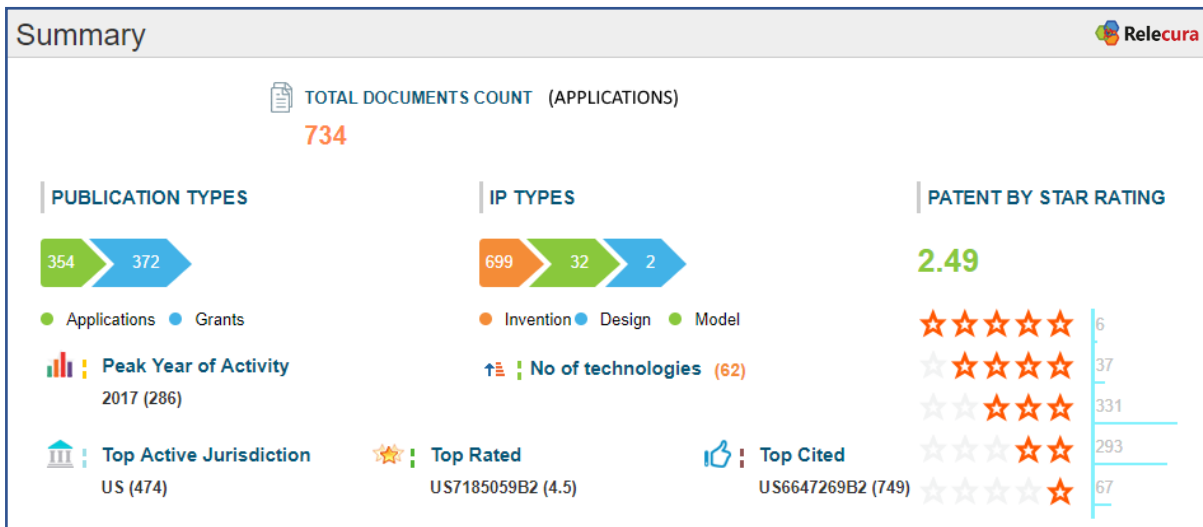 Summary
Relecura
TOTAL DOCUMENTS COUNT (APPLICATIONS)
734
PUBLICATION TYPES
354 372
Applications Grants
IP TYPES
699 32 2
Invention Design Model
PATENT BY STAR RATING
2.49
6
37
331
293
67
Peak Year of Activity
2017 (286)
No of technologies (62)
Top Active Jurisdiction
US (474)
Top Rated
US7185059B2 (4.5)
Top Cited
US6647269B2 (749)